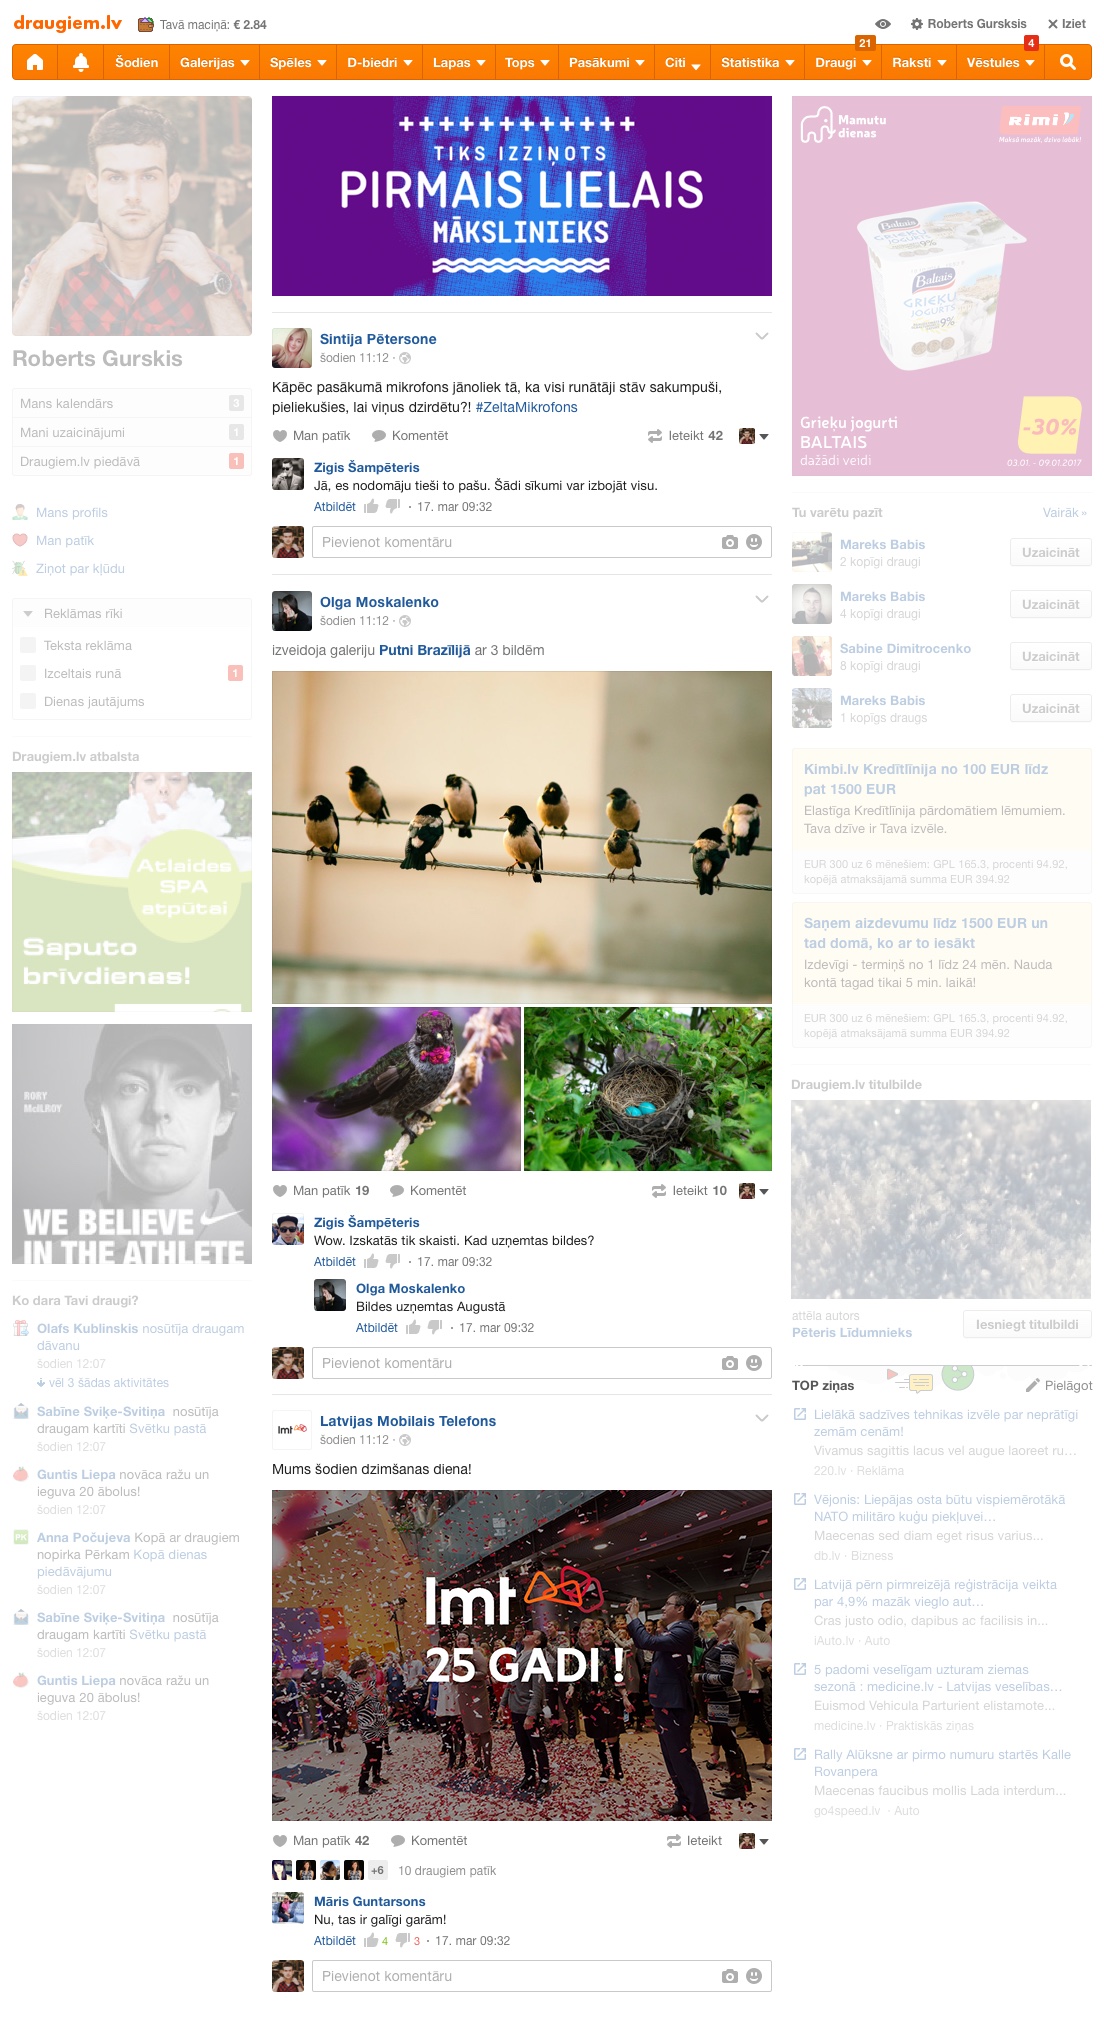 draugiem.lv
Tavā maciņā: € 2.84
Roberts Gursksis
Iziet
Šodien
Galerijas
Spēles
D-biedri
Lapas
Tops
Pasākumi
Citi
Statistika
Draugi
21
Raksti
Vēstules
4
Roberts Gurskis
Mans kalendārs 3
Mani uzaicinājumi 1
Draugiem.lv piedāvā 1
Mans profils
Man patīk
Ziņot par kļūdu
Reklāmas rīki
Teksta reklāma
Izceltais runā 1
Dienas jautājums
Draugiem.lv atbalsta
Atlaides
SPA
atpūtai
Saputo
brīvdienas!
RORY
McILROY
WE BELIEVE
IN THE ATHLETE
Ko dara Tavi draugi?
Olafs Kublinskis nosūtīja draugam
dāvanu
šodien 12:07
vēl 3 šādas aktivitātes
Sabīne Sviķe-Svitiņa nosūtīja
draugam kartīti Svētku pastā
šodien 12:07
Guntis Liepa novāca ražu un
ieguva 20 ābolus!
šodien 12:07
PK
Anna Počujeva Kopā ar draugiem
nopirka Pērkam Kopā dienas
piedāvājumu
šodien 12:07
Sabīne Sviķe-Svitiņa nosūtīja
draugam kartīti Svētku pastā
šodien 12:07
Guntis Liepa novāca ražu un
ieguva 20 ābolus!
šodien 12:07
TIKS IZZIŅOTS
PIRMAIS LIELAIS
MĀKSLINIEKS
Sintija Pētersone
šodien 11:12 ·
Kāpēc pasākumā mikrofons jānoliek tā, ka visi runātāji stāv sakumpuši,
pieliekušies, lai viņus dzirdētu?! #ZeltaMikrofons
Man patīk
Komentēt
Ieteikt 42
Zigis Šampēteris
Jā, es nodomāju tieši to pašu. Šādi sīkumi var izbojāt visu.
Atbildēt · 17. mar 09:32
Pievienot komentāru
Olga Moskalenko
šodien 11:12 ·
izveidoja galeriju Putni Brazīlijā ar 3 bildēm
Man patīk 19
Komentēt
Ieteikt 10
Zigis Šampēteris
Wow. Izskatās tik skaisti. Kad uzņemtas bildes?
Atbildēt · 17. mar 09:32
Olga Moskalenko
Bildes uzņemtas Augustā
Atbildēt · 17. mar 09:32
Pievienot komentāru
lmt
Latvijas Mobilais Telefons
šodien 11:12 ·
Mums šodien dzimšanas diena!
lmt
25 GADI !
Man patīk 42
Komentēt
Ieteikt
+6
10 draugiem patīk
Māris Guntarsons
Nu, tas ir galīgi garām!
Atbildēt 4 3 · 17. mar 09:32
Pievienot komentāru
Mamutu
dienas
RIMI
Maksā mazāk, dzīvo labāk!
Baltais
GRIEĶU
JOGURTS
9%
Baltais
GRIEĶU
JOGURTS
9%
Grieķu jogurti
BALTAIS
dažādi veidi
-30%
03.01. - 09.01.2017
Tu varētu pazīt
Vairāk »
Mareks Babis
2 kopīgi draugi
Uzaicināt
Mareks Babis
4 kopīgi draugi
Uzaicināt
Sabine Dimitrocenko
8 kopīgi draugi
Uzaicināt
Mareks Babis
1 kopīgs draugs
Uzaicināt
Kimbi.lv Kredītlīnija no 100 EUR līdz
pat 1500 EUR
Elastīga Kredītlīnija pārdomātiem lēmumiem.
Tava dzīve ir Tava izvēle.
EUR 300 uz 6 mēnešiem: GPL 165.3, procenti 94.92,
kopējā atmaksājamā summa EUR 394.92
Saņem aizdevumu līdz 1500 EUR un
tad domā, ko ar to iesākt
Izdevīgi - termiņš no 1 līdz 24 mēn. Nauda
kontā tagad tikai 5 min. laikā!
EUR 300 uz 6 mēnešiem: GPL 165.3, procenti 94.92,
kopējā atmaksājamā summa EUR 394.92
Draugiem.lv titulbilde
attēla autors
Pēteris Līdumnieks
Iesniegt titulbildi
TOP ziņas
Pielāgot
Lielākā sadzīves tehnikas izvēle par neprātīgi
zemām cenām!
Vivamus sagittis lacus vel augue laoreet ru...
220.lv · Reklāma
Vējonis: Liepājas osta būtu vispiemērotākā
NATO militāro kuģu piekļuvei...
Maecenas sed diam eget risus varius...
db.lv · Bizness
Latvijā pērn pirmreizējā reģistrācija veikta
par 4,9% mazāk vieglo aut...
Cras justo odio, dapibus ac facilisis in...
iAuto.lv · Auto
5 padomi veselīgam uzturam ziemas
sezonā : medicine.lv - Latvijas veselības...
Euismod Vehicula Parturient elistamote...
medicine.lv · Praktiskās ziņas
Rally Alūksne ar pirmo numuru startēs Kalle
Rovanpera
Maecenas faucibus mollis Lada interdum...
go4speed.lv · Auto